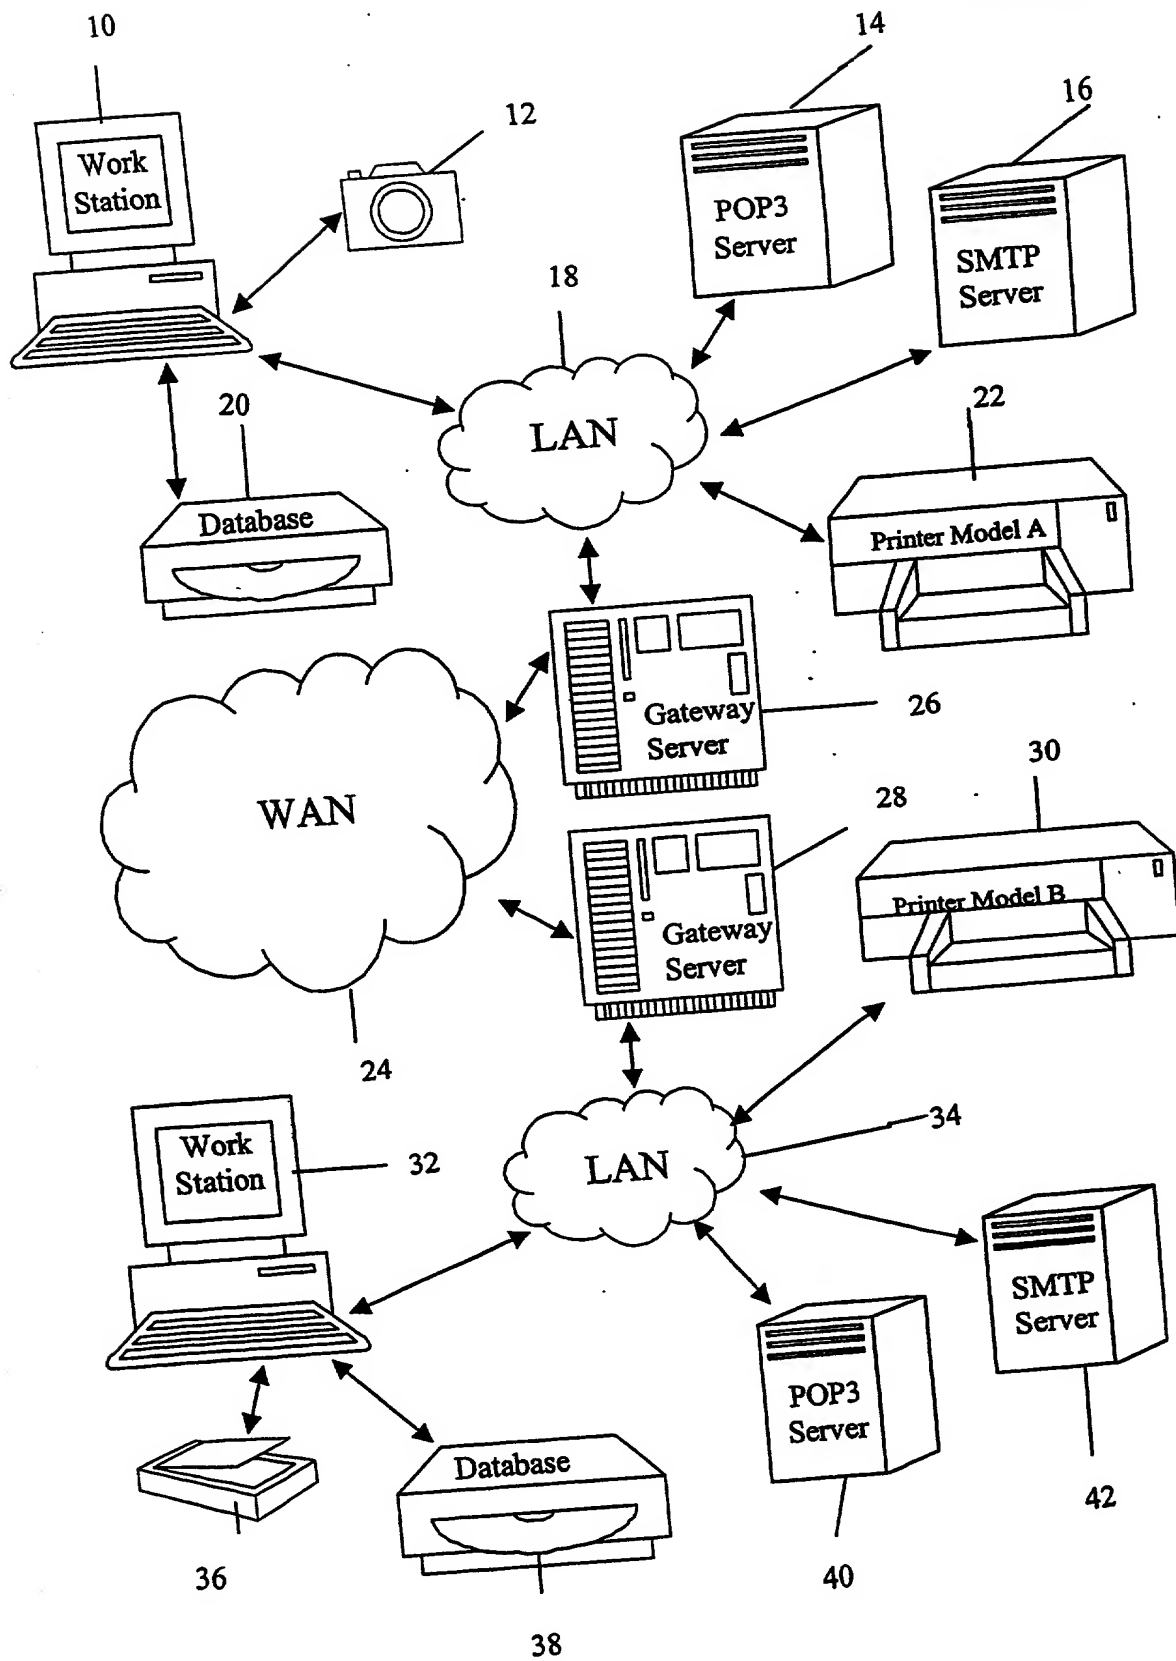 10
14
12
16
Work
Station
POP3
Server
SMTP
Server
18
20
22
LAN
Database
Printer Model A
Gateway
Server
26
WAN
28
30
Gateway
Server
Printer Model B
24
Work
Station
32
34
LAN
SMTP
Server
POP3
Server
Database
42
36
40
38